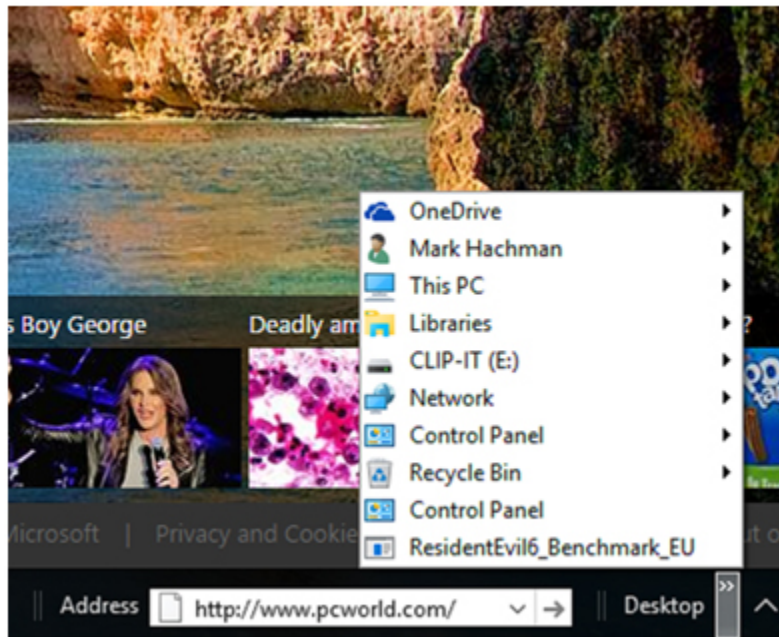 OneDrive
Mark Hachman
This PC
s Boy George
Deadly am
Libraries
?
CLIP-IT (E:)
Network
Control Panel
Recycle Bin
Control Panel
Microsoft | Privacy and Cookie
ut o
ResidentEvil6_Benchmark_EU
Address http://www.pcworld.com/ Desktop